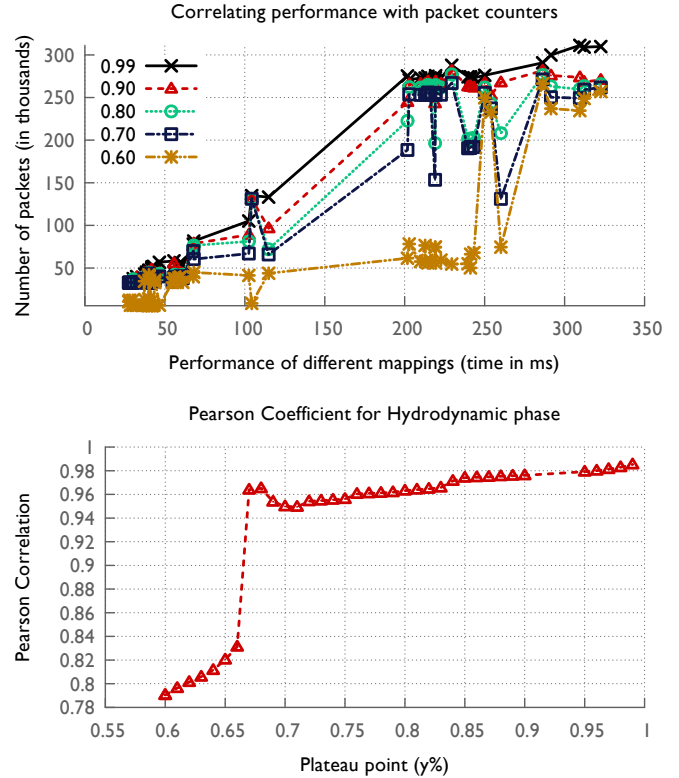 Correlating performance with packet counters
Number of packets (in thousands)
300
250
200
150
100
50
0.99
0.90
0.80
0.70
0.60
0 50 100 150 200 250 300 350
Performance of different mappings (time in ms)
Pearson Coefficient for Hydrodynamic phase
Pearson Correlation
1
0.98
0.96
0.94
0.92
0.9
0.88
0.86
0.84
0.82
0.8
0.78
0.55 0.6 0.65 0.7 0.75 0.8 0.85 0.9 0.95 1
Plateau point (y%)